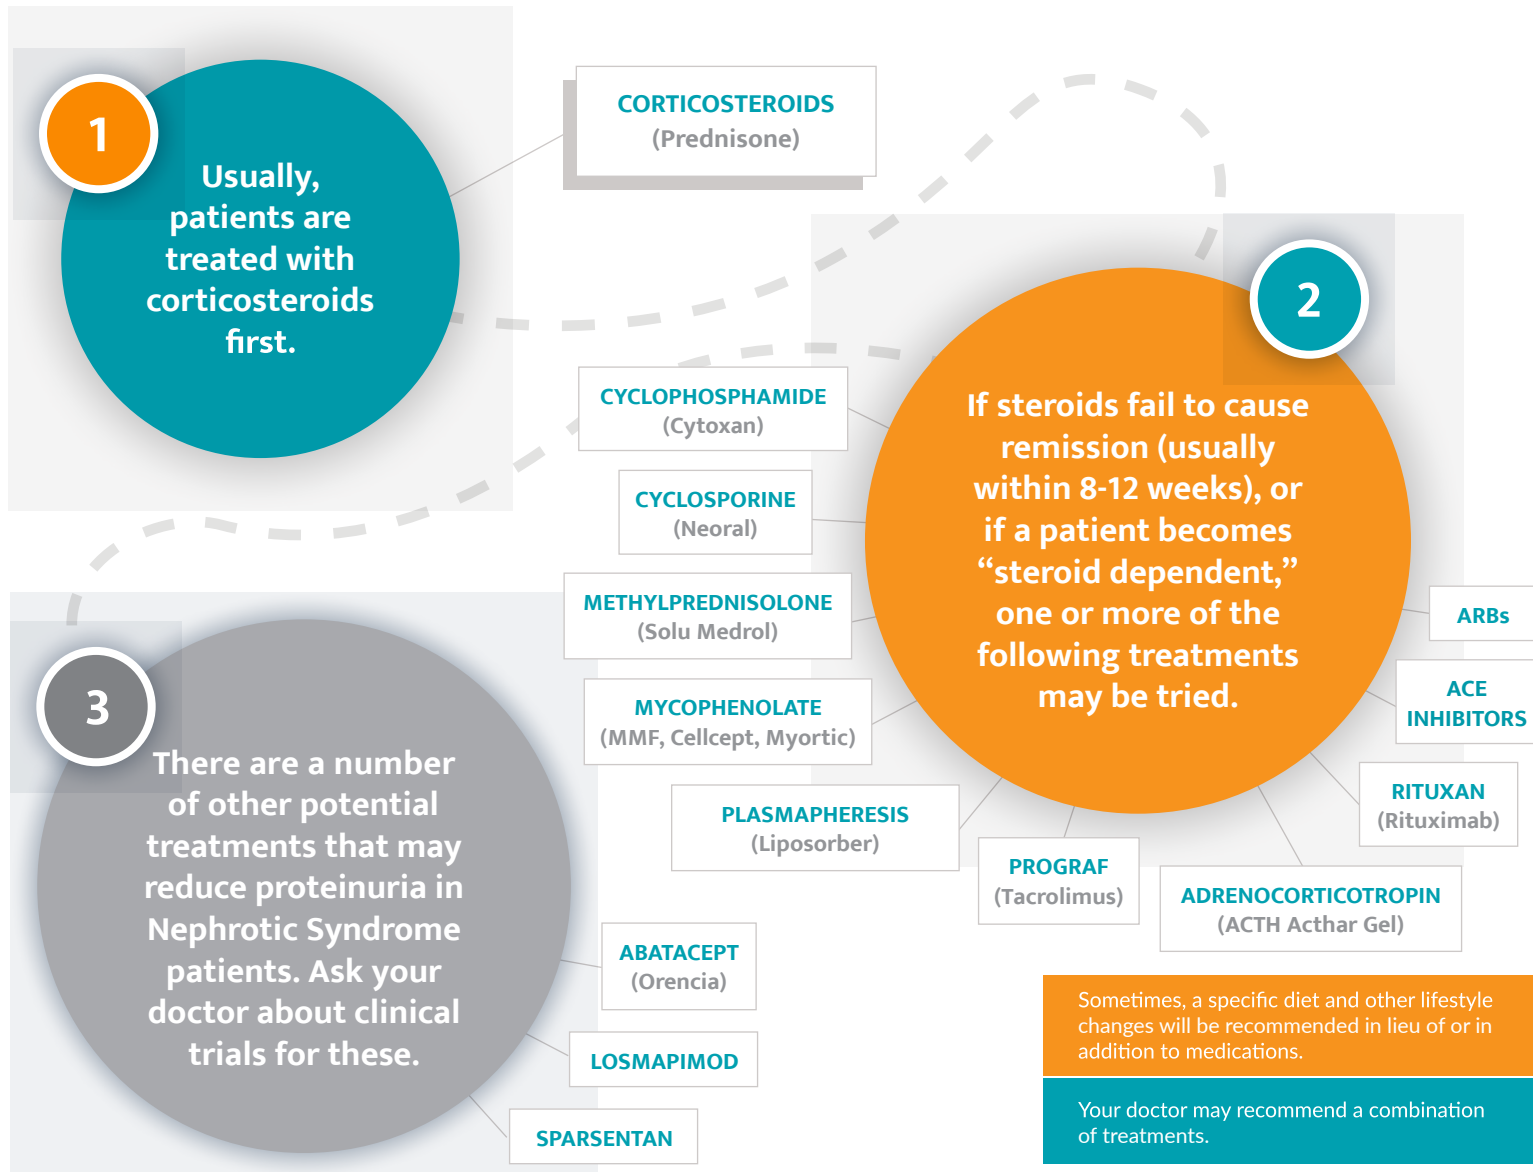 1
Usually,
patients are
treated with
corticosteroids
first.
CORTICOSTEROIDS
(Prednisone)
2
If steroids fail to cause
remission (usually
within 8-12 weeks), or
if a patient becomes
“steroid dependent,”
one or more of the
following treatments
may be tried.
CYCLOPHOSPHAMIDE
(Cytoxan)
CYCLOSPORINE
(Neoral)
METHYLPREDNISOLONE
(Solu Medrol)
MYCOPHENOLATE
(MMF, Cellcept, Myortic)
PLASMAPHERESIS
(Liposorber)
PROGRAF
(Tacrolimus)
ADRENOCORTICOTROPIN
(ACTH Acthar Gel)
RITUXAN
(Rituximab)
ACE
INHIBITORS
ARBs
3
There are a number
of other potential
treatments that may
reduce proteinuria in
Nephrotic Syndrome
patients. Ask your
doctor about clinical
trials for these.
ABATACEPT
(Orencia)
LOSMAPIMOD
SPARSENTAN
Sometimes, a specific diet and other lifestyle
changes will be recommended in lieu of or in
addition to medications.
Your doctor may recommend a combination
of treatments.